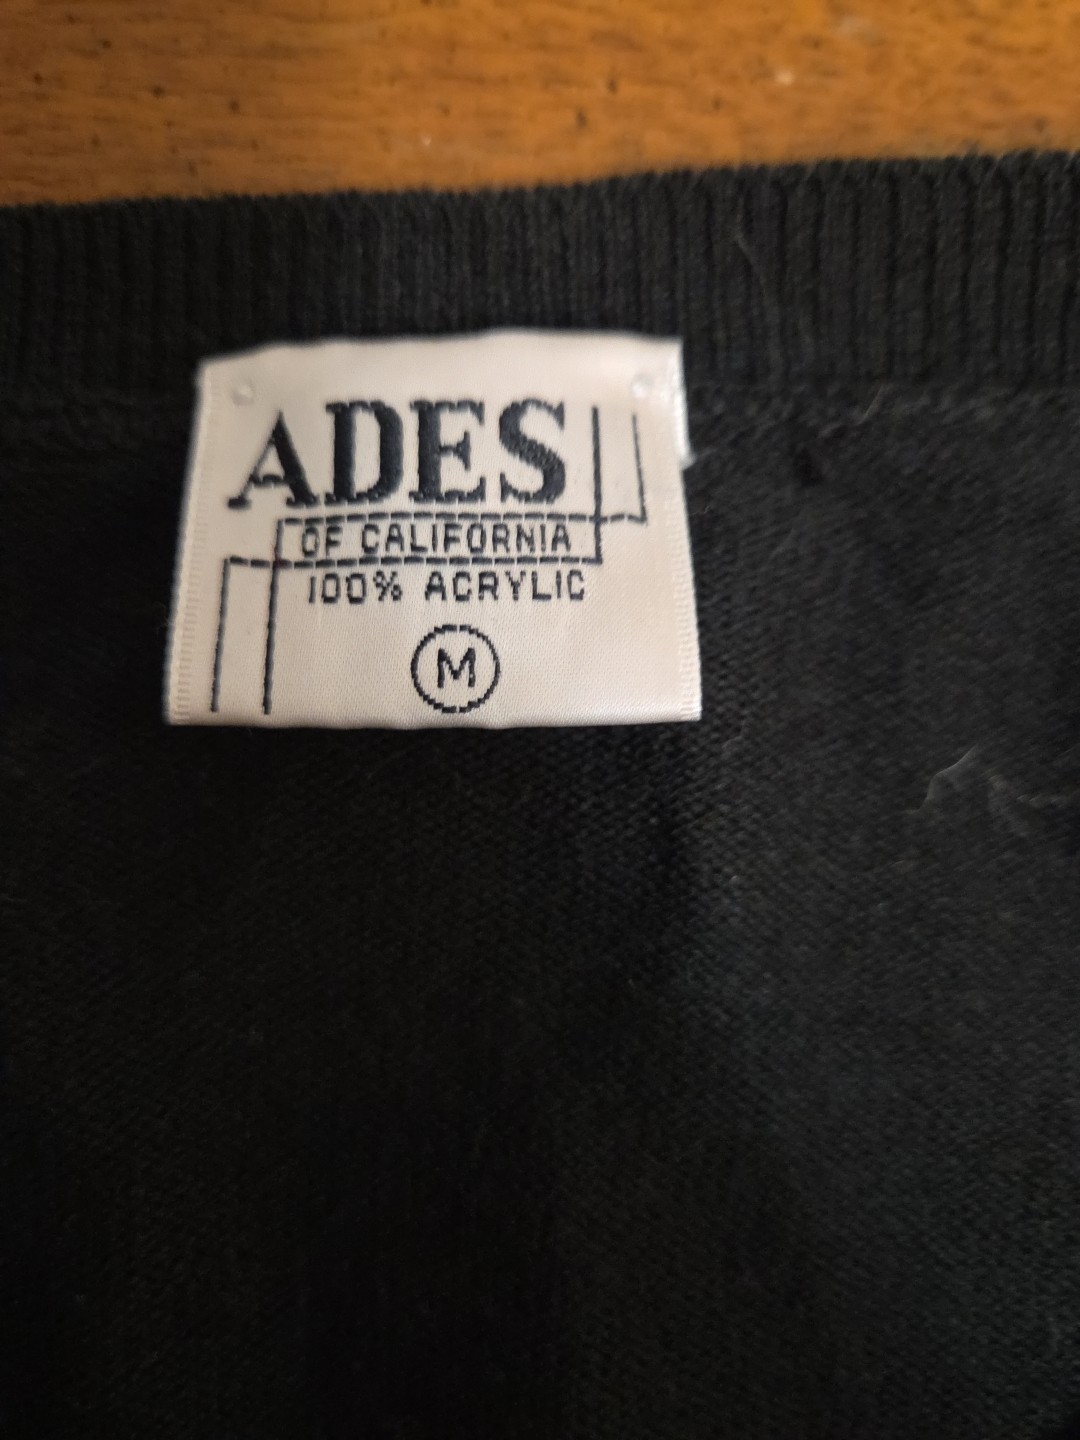 ADES
OF CALIFORNIA
100% ACRYLIC
M